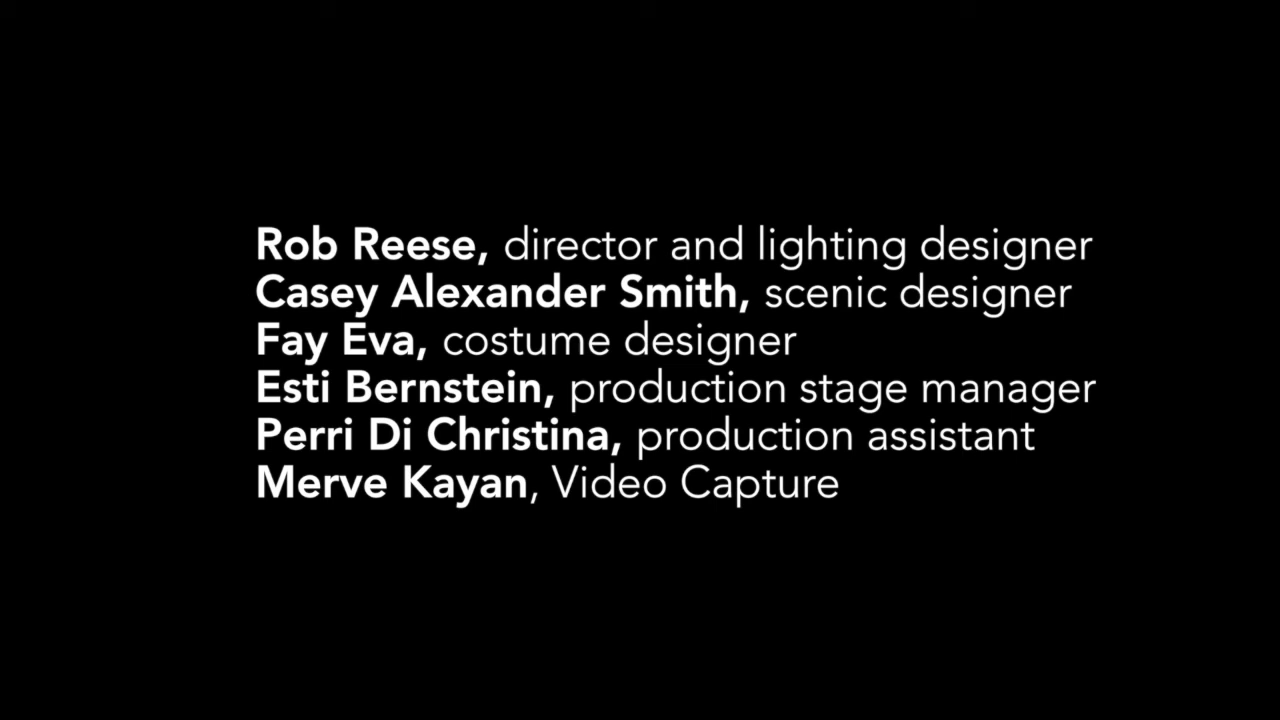 Rob Reese, director and lighting designer
Casey Alexander Smith, scenic designer
Fay Eva, costume designer
Esti Bernstein, production stage manager
Perri Di Christina, production assistant
Merve Kayan, Video Capture